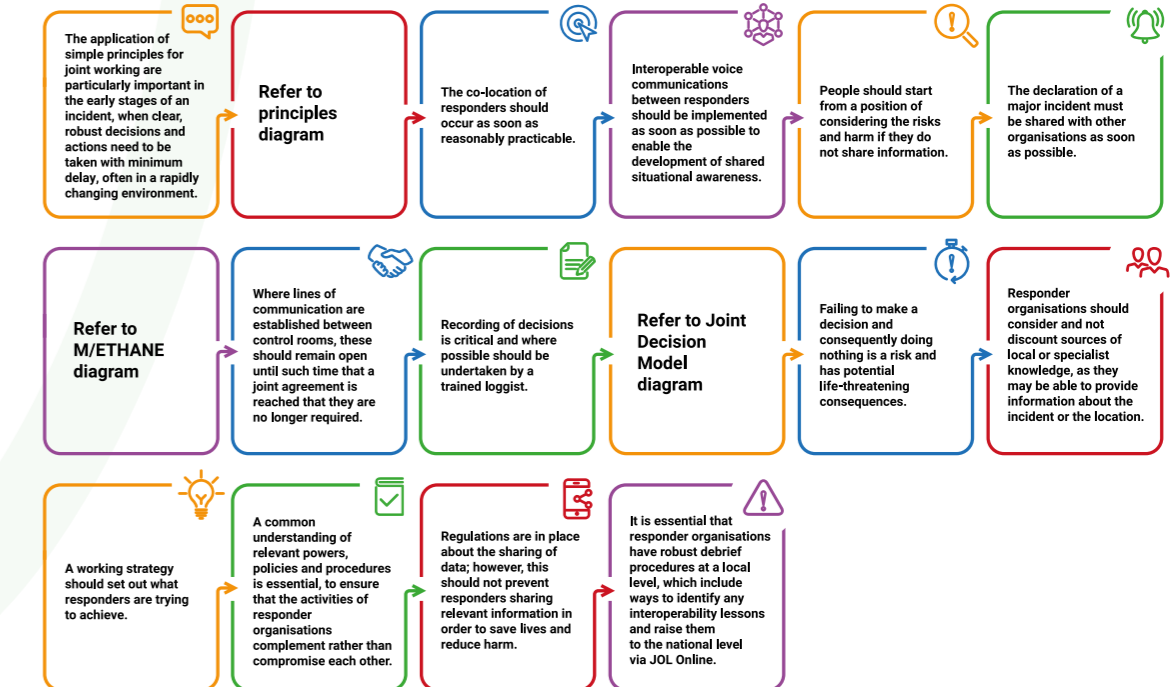 The application of
simple principles for
joint working are
particularly important in
the early stages of an
incident, when clear,
robust decisions and
actions need to be
taken with minimum
delay, often in a rapidly
changing environment.
Refer to
principles
diagram
The co-location of
responders should
occur as soon as
reasonably practicable.
Interoperable voice
communications
between responders
should be implemented
as soon as possible to
enable the
development of shared
situational awareness.
People should start
from a position of
considering the risks
and harm if they do
not share information.
The declaration of a
major incident must
be shared with other
organisations as soon
as possible.
Refer to
M/ETHANE
diagram
Where lines of
communication are
established between
control rooms, these
should remain open
until such time that a
joint agreement is
reached that they are
no longer required.
Recording of decisions
is critical and where
possible should be
undertaken by a
trained loggist.
Refer to Joint
Decision
Model
diagram
Failing to make a
decision and
consequently doing
nothing is a risk and
has potential
life-threatening
consequences.
Responder
organisations should
consider and not
discount sources of
local or specialist
knowledge, as they
may be able to provide
information about the
incident or the location.
A working strategy
should set out what
responders are trying
to achieve.
A common
understanding of
relevant powers,
policies and procedures
is essential, to ensure
that the activities of
responder
organisations
complement rather than
compromise each other.
Regulations are in place
about the sharing of
data; however, this
should not prevent
responders sharing
relevant information in
order to save lives and
reduce harm.
It is essential that
responder organisations
have robust debrief
procedures at a local
level, which include
ways to identify any
interoperability lessons
and raise them
to the national level
via JOL Online.